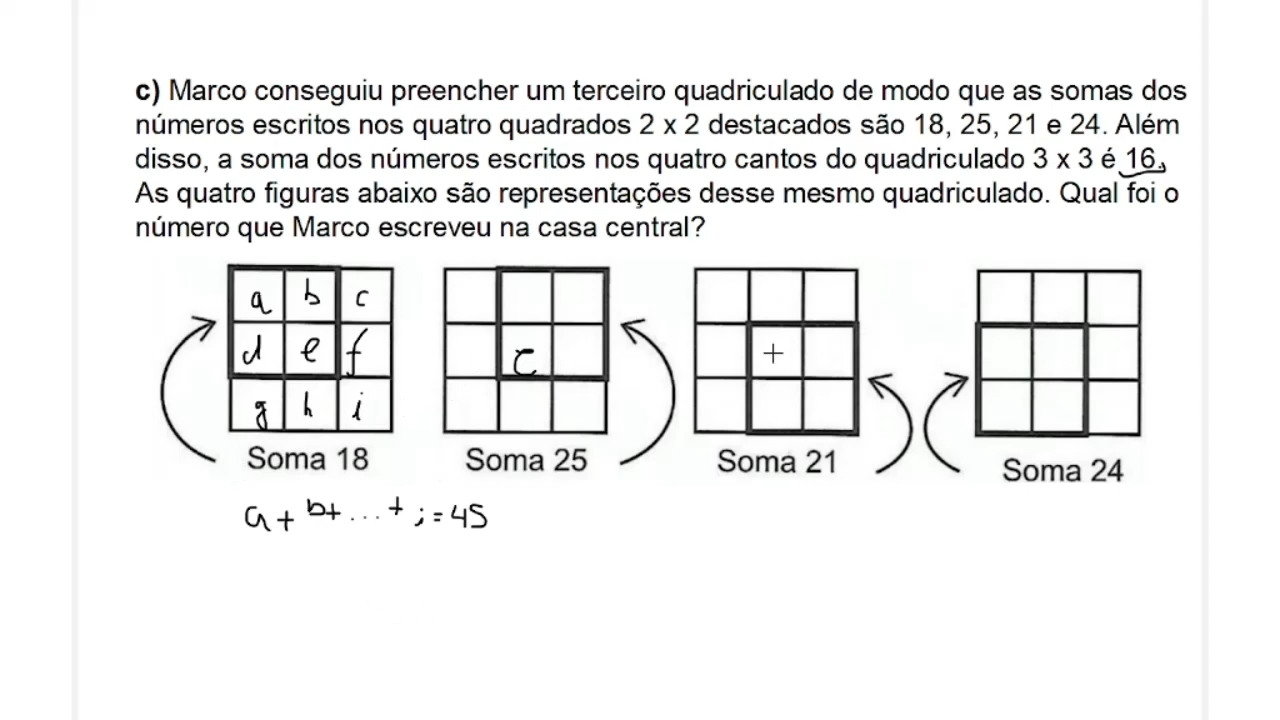 c) Marco conseguiu preencher um terceiro quadriculado de modo que as somas dos
números escritos nos quatro quadrados 2 x 2 destacados são 18, 25, 21 e 24. Além
disso, a soma dos números escritos nos quatro cantos do quadriculado 3 x 3 é 16.
As quatro figuras abaixo são representações desse mesmo quadriculado. Qual foi o
número que Marco escreveu na casa central?
a b c
d e f
g h i
Soma 18 Soma 25 Soma 21 Soma 24
a + b + ... + i = 45